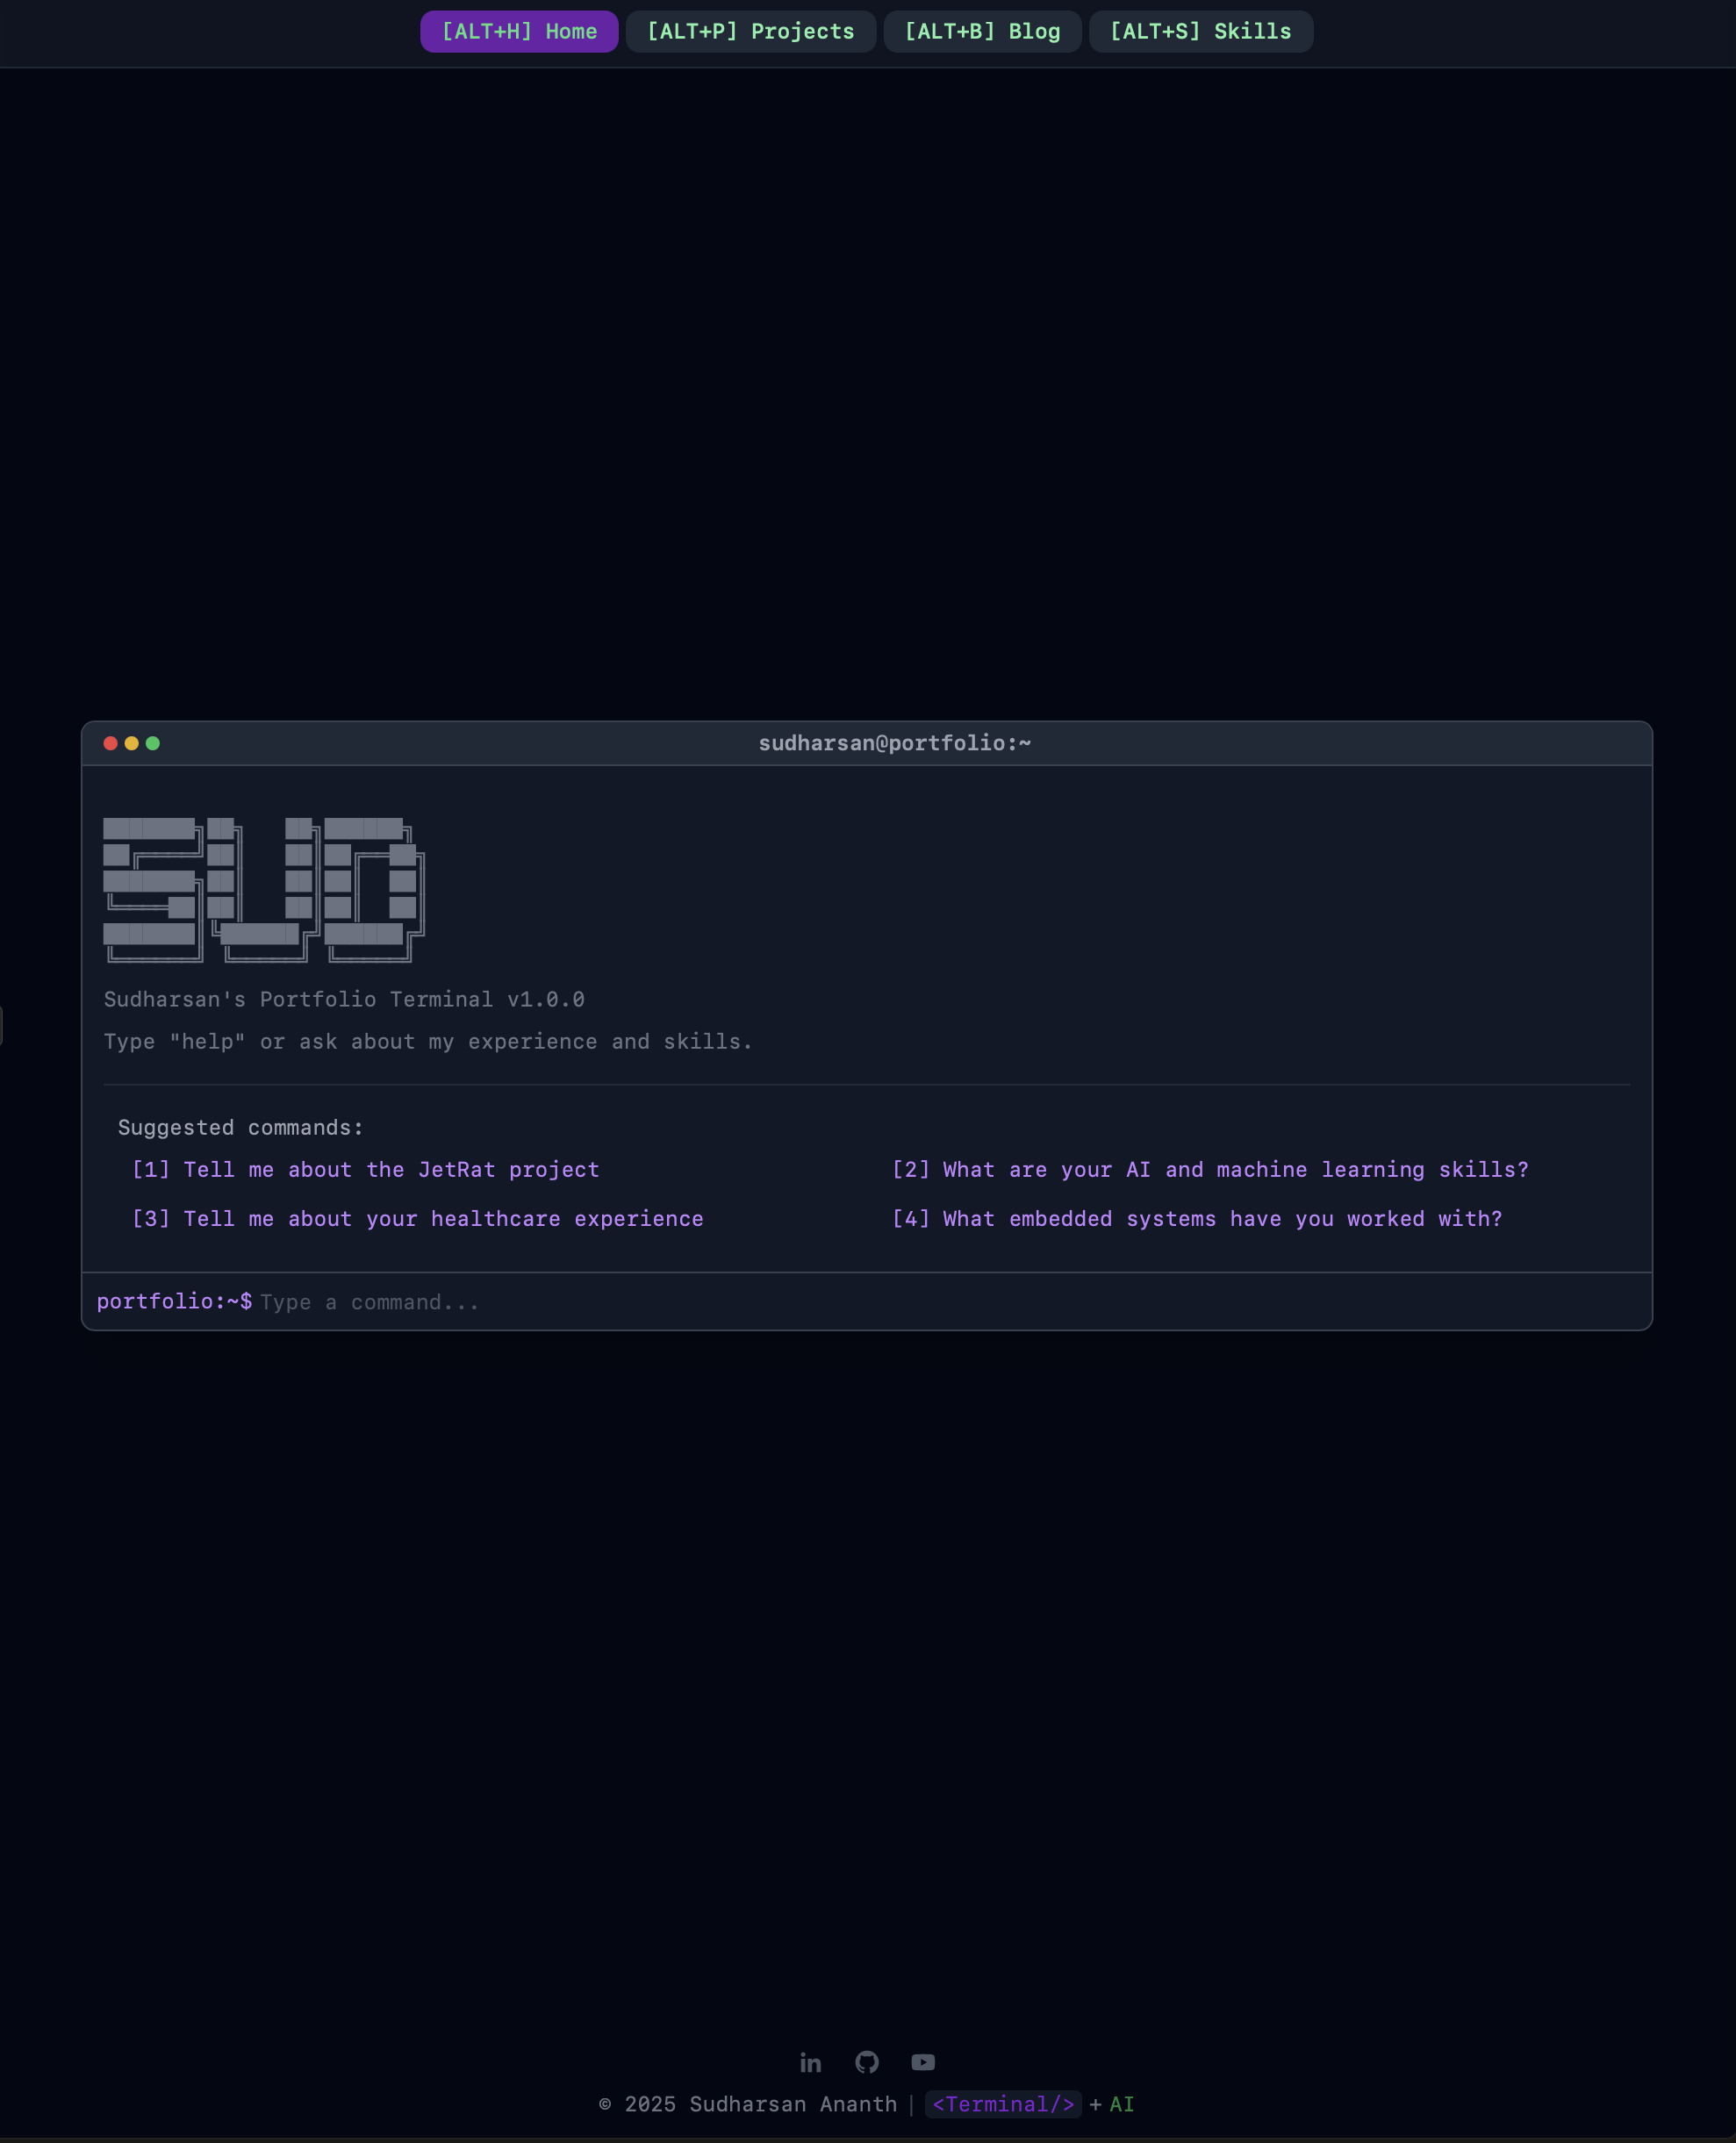 [ALT+H] Home [ALT+P] Projects [ALT+B] Blog [ALT+S] Skills
sudharsan@portfolio:~
SUD
Sudharsan's Portfolio Terminal v1.0.0
Type "help" or ask about my experience and skills.
Suggested commands:
[1] Tell me about the JetRat project [2] What are your AI and machine learning skills?
[3] Tell me about your healthcare experience [4] What embedded systems have you worked with?
portfolio:~$ Type a command...
© 2025 Sudharsan Ananth | <Terminal/> + AI